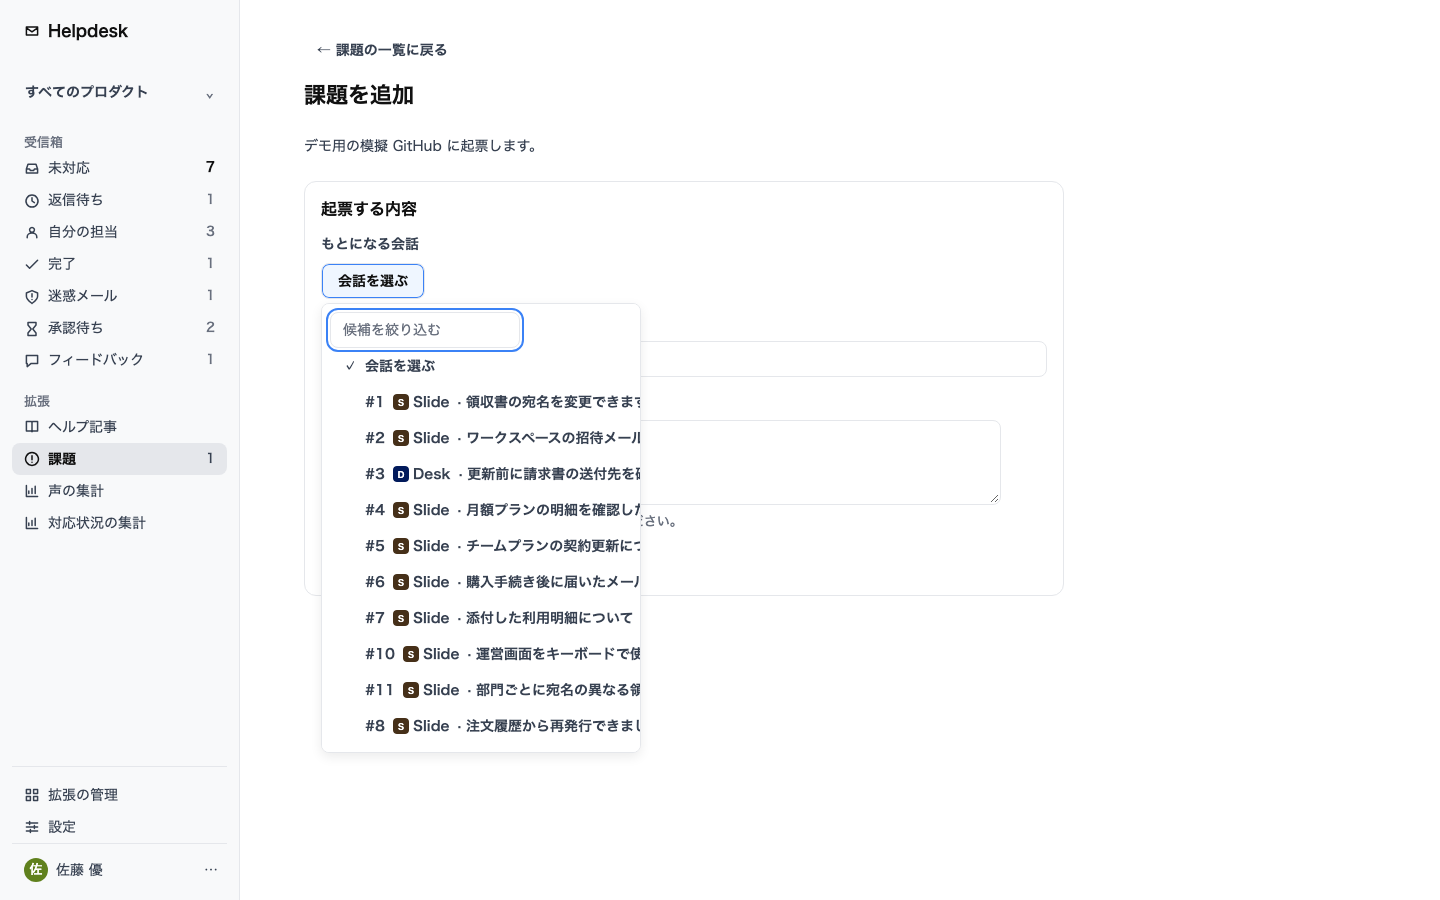 Helpdesk
すべてのプロダクト
受信箱
未対応 7
返信待ち 1
自分の担当 3
完了 1
迷惑メール 1
承認待ち 2
フィードバック 1
拡張
ヘルプ記事
課題 1
声の集計
対応状況の集計
拡張の管理
設定
佐 佐藤 優 …
← 課題の一覧に戻る
課題を追加
デモ用の模擬 GitHub に起票します。
起票する内容
もとになる会話
会話を選ぶ
候補を絞り込む
✓ 会話を選ぶ
#1 S Slide · 領収書の宛名を変更できます
#2 S Slide · ワークスペースの招待メール
#3 D Desk · 更新前に請求書の送付先を確
#4 S Slide · 月額プランの明細を確認した
#5 S Slide · チームプランの契約更新につ
#6 S Slide · 購入手続き後に届いたメール
#7 S Slide · 添付した利用明細について
#10 S Slide · 運営画面をキーボードで使
#11 S Slide · 部門ごとに宛名の異なる領
#8 S Slide · 注文履歴から再発行できまし
ださい。